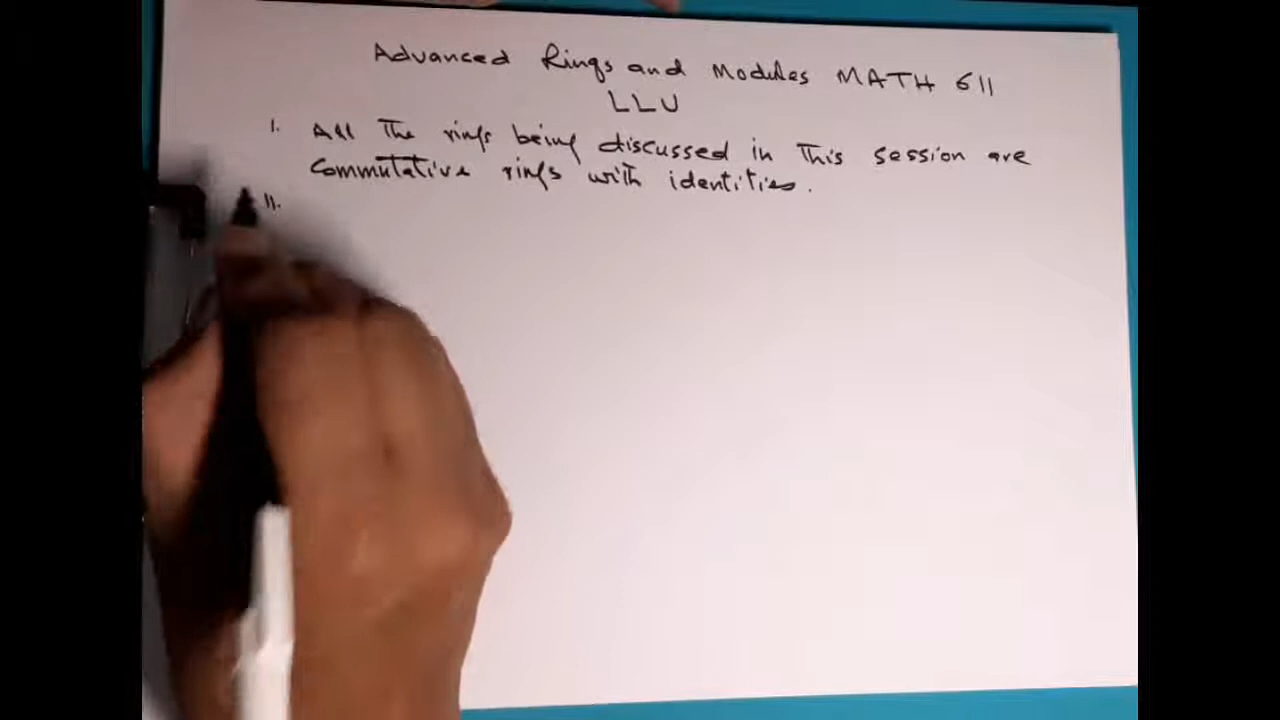 Advanced Rings and Modules MATH 611
LLU
1. All The rings being discussed in This session are
Commutative rings with identities.
11.